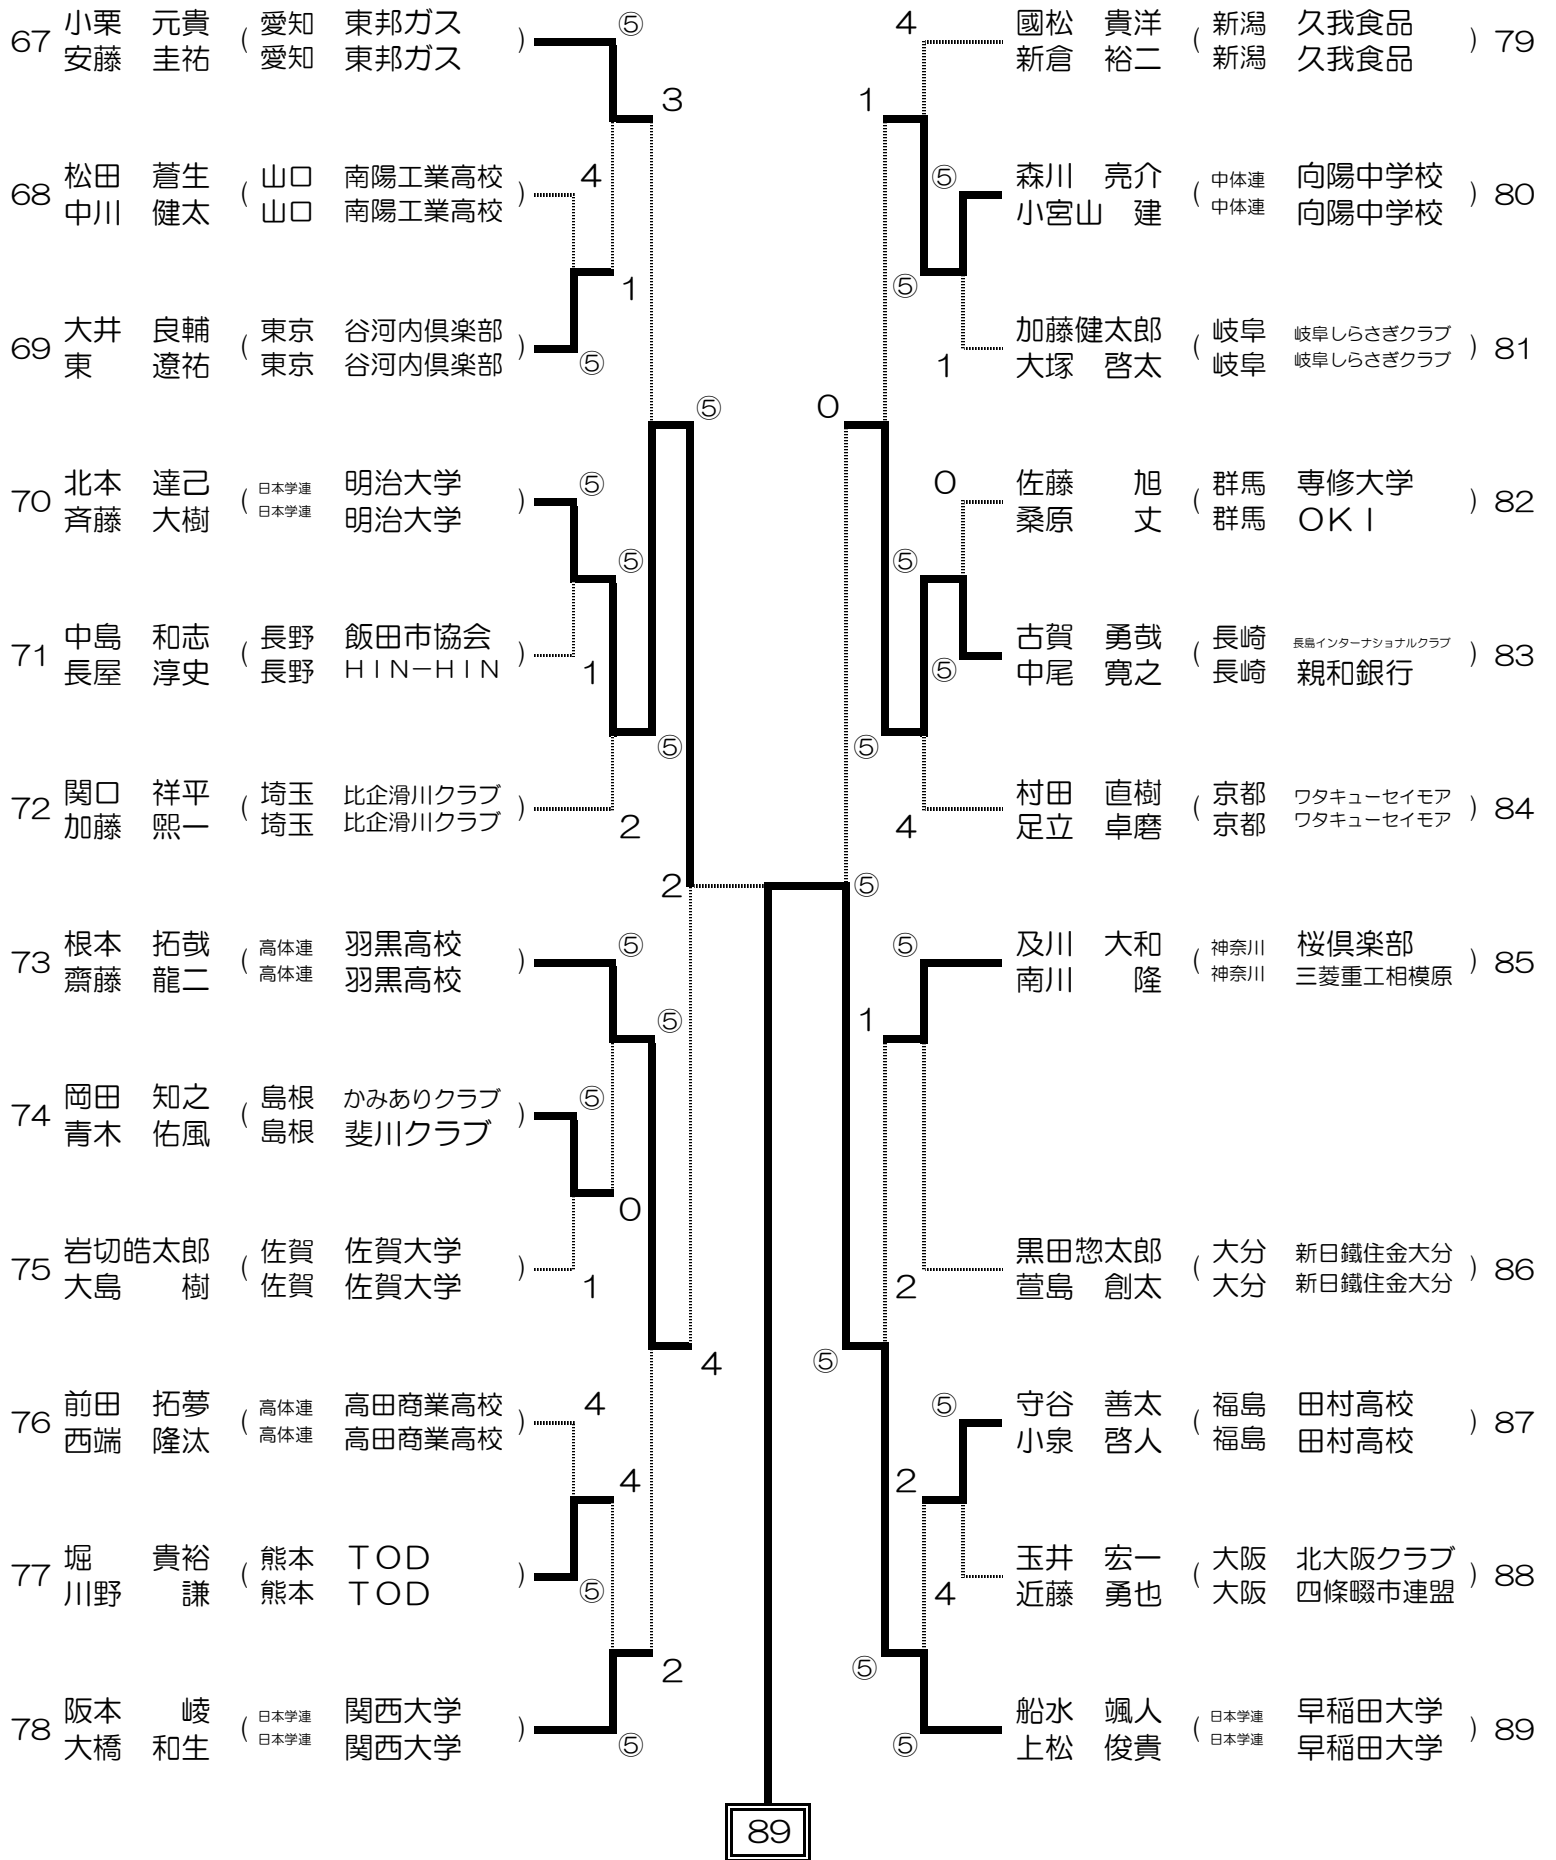 67 小栗 元貴 ( 愛知 東邦ガス )
安藤 圭祐 愛知 東邦ガス
⑤
3
68 松田 蒼生 ( 山口 南陽工業高校 )
中川 健太 山口 南陽工業高校
4
1
69 大井 良輔 ( 東京 谷河内倶楽部 )
東 遼祐 東京 谷河内倶楽部
⑤
⑤
70 北本 達己 ( 日本学連 明治大学 )
斉藤 大樹 日本学連 明治大学
⑤
⑤
71 中島 和志 ( 長野 飯田市協会 )
長屋 淳史 長野 HIN−HIN
1
⑤
72 関口 祥平 ( 埼玉 比企滑川クラブ )
加藤 熙一 埼玉 比企滑川クラブ
2
2
73 根本 拓哉 ( 高体連 羽黒高校 )
齋藤 龍二 高体連 羽黒高校
⑤
⑤
74 岡田 知之 ( 島根 かみありクラブ )
青木 佑風 島根 斐川クラブ
⑤
0
75 岩切皓太郎 ( 佐賀 佐賀大学 )
大島 樹 佐賀 佐賀大学
1
4
76 前田 拓夢 ( 高体連 高田商業高校 )
西端 隆汰 高体連 高田商業高校
4
4
77 堀 貴裕 ( 熊本 TOD )
川野 謙 熊本 TOD
⑤
2
78 阪本 崚 ( 日本学連 関西大学 )
大橋 和生 日本学連 関西大学
⑤
4
國松 貴洋 ( 新潟 久我食品 ) 79
新倉 裕二 新潟 久我食品
1
⑤
森川 亮介 ( 中体連 向陽中学校 ) 80
小宮山 建 中体連 向陽中学校
⑤
1
加藤健太郎 ( 岐阜 岐阜しらさぎクラブ ) 81
大塚 啓太 岐阜 岐阜しらさぎクラブ
0
0
佐藤 旭 ( 群馬 専修大学 ) 82
桑原 丈 群馬 OKI
⑤
⑤
古賀 勇哉 ( 長崎 長島インターナショナルクラブ ) 83
中尾 寛之 長崎 親和銀行
⑤
4
村田 直樹 ( 京都 ワタキューセイモア ) 84
足立 卓磨 京都 ワタキューセイモア
⑤
⑤
及川 大和 ( 神奈川 桜倶楽部 ) 85
南川 隆 神奈川 三菱重工相模原
1
2
黒田惣太郎 ( 大分 新日鐵住金大分 ) 86
萱島 創太 大分 新日鐵住金大分
⑤
⑤
守谷 善太 ( 福島 田村高校 ) 87
小泉 啓人 福島 田村高校
2
4
玉井 宏一 ( 大阪 北大阪クラブ ) 88
近藤 勇也 大阪 四條畷市連盟
⑤
⑤
船水 颯人 ( 日本学連 早稲田大学 ) 89
上松 俊貴 日本学連 早稲田大学
89